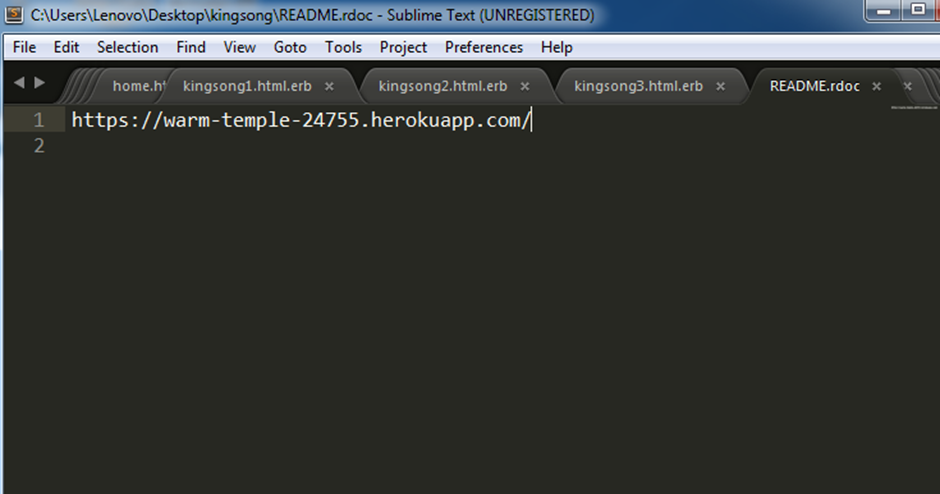 C:\Users\Lenovo\Desktop\kingsong\README.rdoc - Sublime Text (UNREGISTERED)
File Edit Selection Find View Goto Tools Project Preferences Help
home.ht kingsong1.html.erb × kingsong2.html.erb × kingsong3.html.erb × README.rdoc × ×
1 https://warm-temple-24755.herokuapp.com/
2